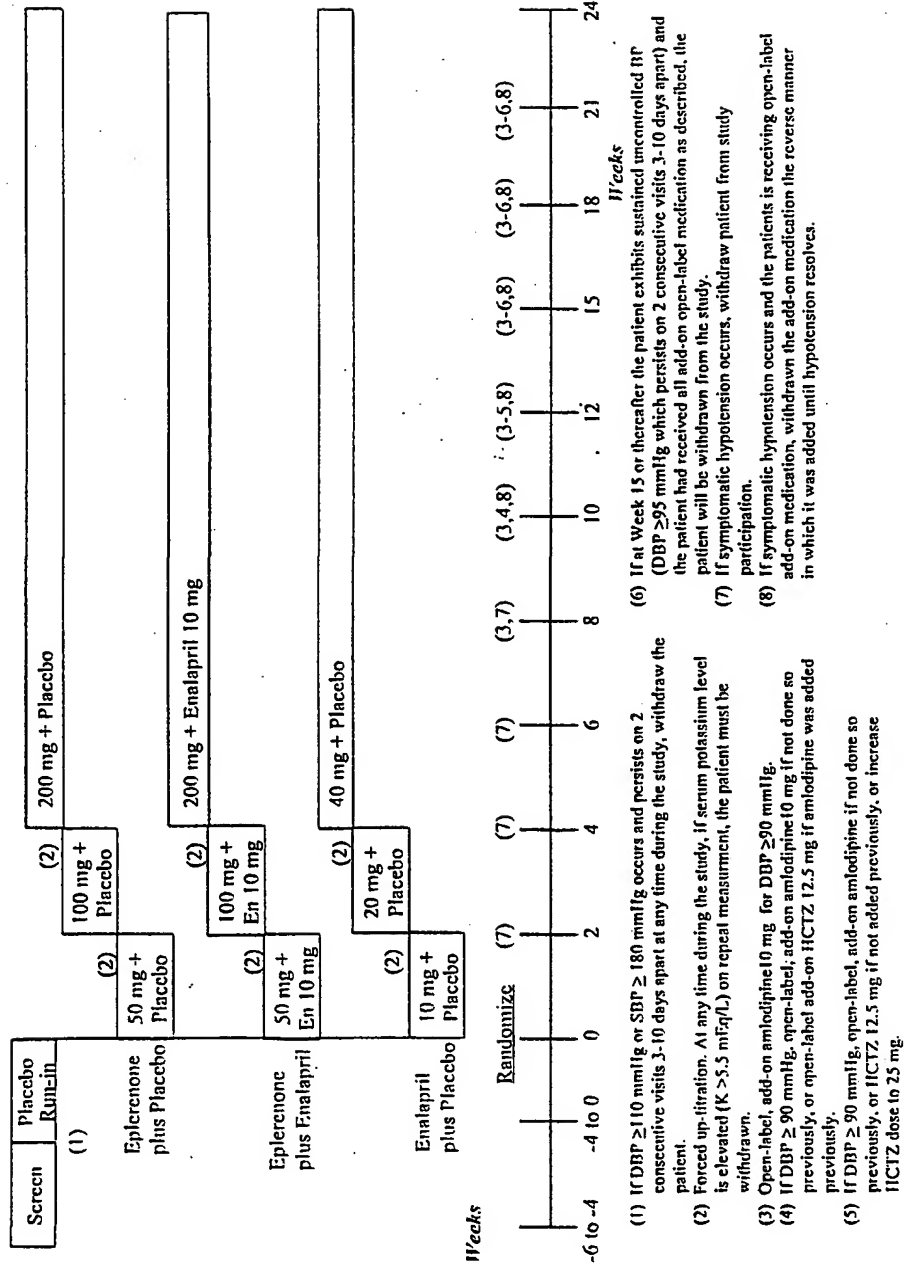 Screen
Placebo
Run-in
(1)
Eplerenone
plus Placebo
50 mg +
Placebo
(2)
100 mg +
Placebo
(2)
200 mg + Placebo
Eplerenone
plus Enalapril
50 mg +
En 10 mg
(2)
100 mg +
En 10 mg
(2)
200 mg + Enalapril 10 mg
Enalapril
plus Placebo
10 mg +
Placebo
(2)
20 mg +
Placebo
(2)
40 mg + Placebo
Weeks
Randomize
(7)
(7)
(7)
(3,7)
(3,4,8)
(3-5,8)
(3-6,8)
(3-6,8)
(3-6,8)
-6 to -4
-4 to 0
0
2
4
6
8
10
12
15
18
21
24
Weeks
(1) If DBP ≥110 mmHg or SBP ≥ 180 mmHg occurs and persists on 2
consecutive visits 3-10 days apart at any time during the study, withdraw the
patient.
(2) Forced up-titration. At any time during the study, if serum potassium level
is elevated (K >5.5 mEq/L) on repeat measurment, the patient must be
withdrawn.
(3) Open-label, add-on amlodipine10 mg for DBP ≥90 mmHg.
(4) If DBP ≥ 90 mmHg, open-label; add-on amlodipine 10 mg if not done so
previously, or open-label add-on HCTZ 12.5 mg if amlodipine was added
previously.
(5) If DBP ≥ 90 mmHg, open-label, add-on amlodipine if not done so
previously, or HCTZ 12.5 mg if not added previously, or increase
HCTZ dose to 25 mg.
(6) If at Week 15 or thereafter the patient exhibits sustained uncontrolled BP
(DBP ≥95 mmHg which persists on 2 consecutive visits 3-10 days apart) and
the patient had received all add-on open-label medication as described, the
patient will be withdrawn from the study.
(7) If symptomatic hypotension occurs, withdraw patient from study
participation.
(8) If symptomatic hypotension occurs and the patients is receiving open-label
add-on medication, withdrawn the add-on medication the reverse manner
in which it was added until hypotension resolves.